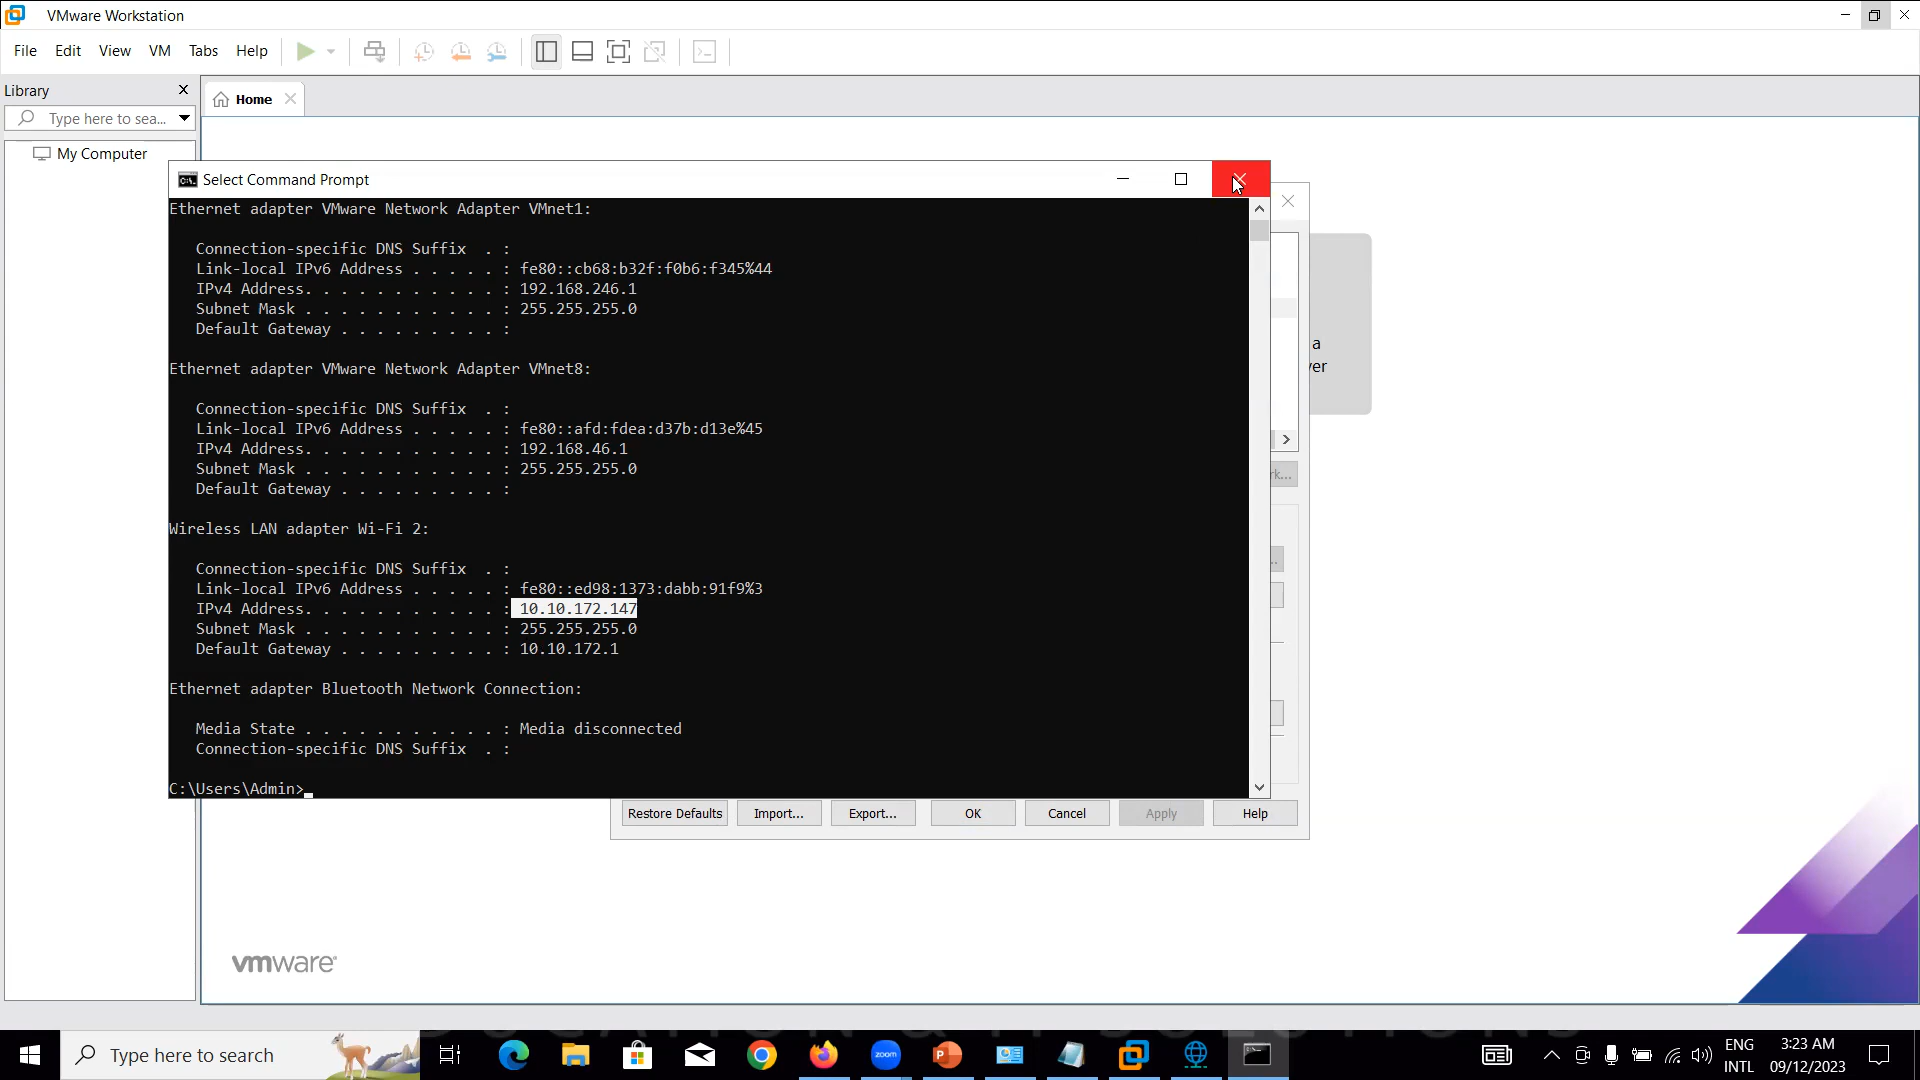 VMware Workstation
File Edit View VM Tabs Help
Library
Home
Type here to sea...
My Computer
Select Command Prompt
Ethernet adapter VMware Network Adapter VMnet1:
Connection-specific DNS Suffix . :
Link-local IPv6 Address . . . . . : fe80::cb68:b32f:f0b6:f345%44
IPv4 Address. . . . . . . . . . . : 192.168.246.1
Subnet Mask . . . . . . . . . . . : 255.255.255.0
Default Gateway . . . . . . . . . :
Ethernet adapter VMware Network Adapter VMnet8:
Connection-specific DNS Suffix . :
Link-local IPv6 Address . . . . . : fe80::afd:fdea:d37b:d13e%45
IPv4 Address. . . . . . . . . . . : 192.168.46.1
Subnet Mask . . . . . . . . . . . : 255.255.255.0
Default Gateway . . . . . . . . . :
Wireless LAN adapter Wi-Fi 2:
Connection-specific DNS Suffix . :
Link-local IPv6 Address . . . . . : fe80::ed98:1373:dabb:91f9%3
IPv4 Address. . . . . . . . . . . : 10.10.172.147
Subnet Mask . . . . . . . . . . . : 255.255.255.0
Default Gateway . . . . . . . . . : 10.10.172.1
Ethernet adapter Bluetooth Network Connection:
Media State . . . . . . . . . . . : Media disconnected
Connection-specific DNS Suffix . :
C:\Users\Admin>
a
Restore Defaults Import... Export... OK Cancel Apply Help
vmware
Type here to search
zoom
ENG
INTL
3:23 AM
09/12/2023